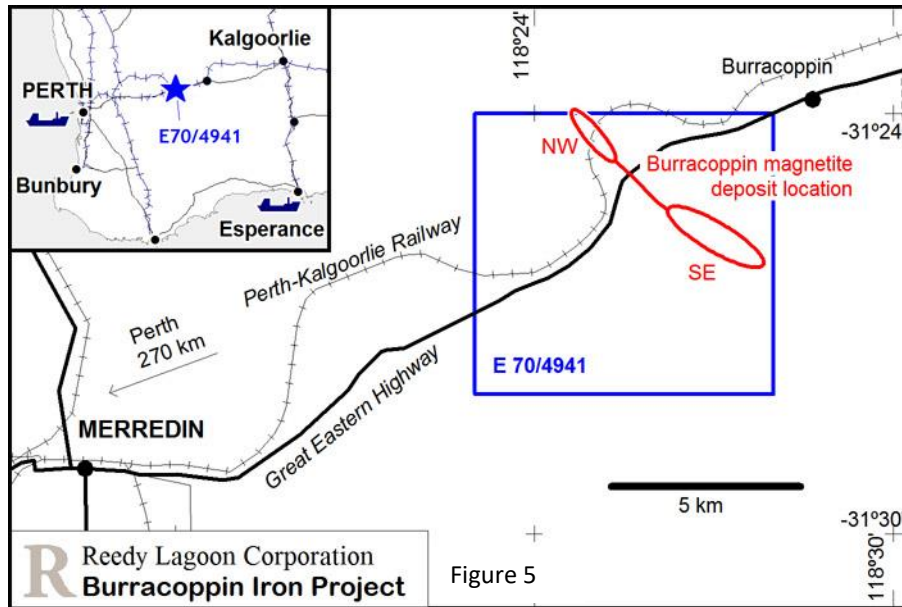 Kalgoorlie
PERTH
E70/4941
Bunbury
Esperance
118º24'
Burracoppin
-31º24'
NW
Burracoppin magnetite
deposit location
SE
Perth-Kalgoorlie Railway
Perth
270 km
E 70/4941
Great Eastern Highway
MERREDIN
5 km
-31º30'
118º30'
R
Reedy Lagoon Corporation
Burracoppin Iron Project
Figure 5